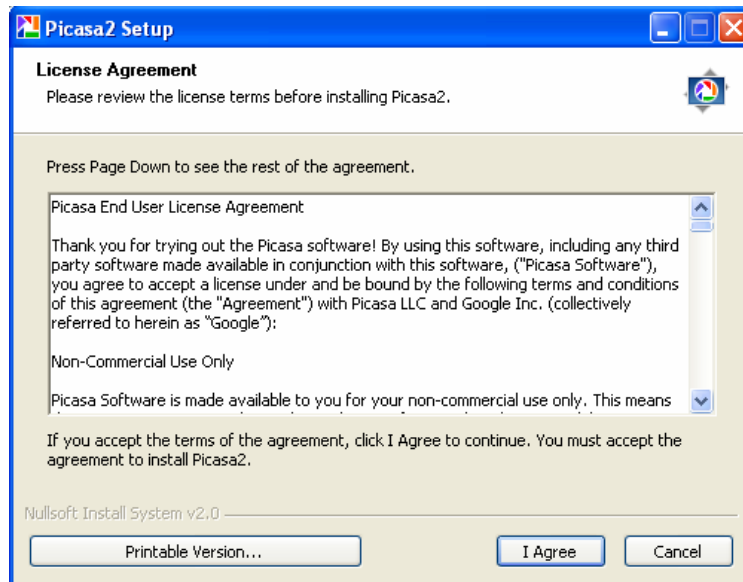 Picasa2 Setup
License Agreement
Please review the license terms before installing Picasa2.
Press Page Down to see the rest of the agreement.
Picasa End User License Agreement
Thank you for trying out the Picasa software! By using this software, including any third
party software made available in conjunction with this software, ("Picasa Software"),
you agree to accept a license under and be bound by the following terms and conditions
of this agreement (the "Agreement") with Picasa LLC and Google Inc. (collectively
referred to herein as “Google”):
Non-Commercial Use Only
Picasa Software is made available to you for your non-commercial use only. This means
If you accept the terms of the agreement, click I Agree to continue. You must accept the
agreement to install Picasa2.
Nullsoft Install System v2.0
Printable Version...
I Agree
Cancel